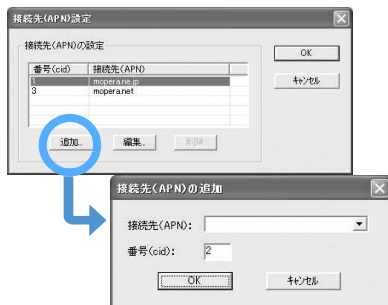 接続先(APN)設定
接続先(APN)の設定
番号(cid) 接続先(APN)
1 mopera.ne.jp
3 mopera.net
追加... 編集... 削除
OK
キャンセル
接続先(APN)の追加
接続先(APN):
番号(cid): 2
OK キャンセル